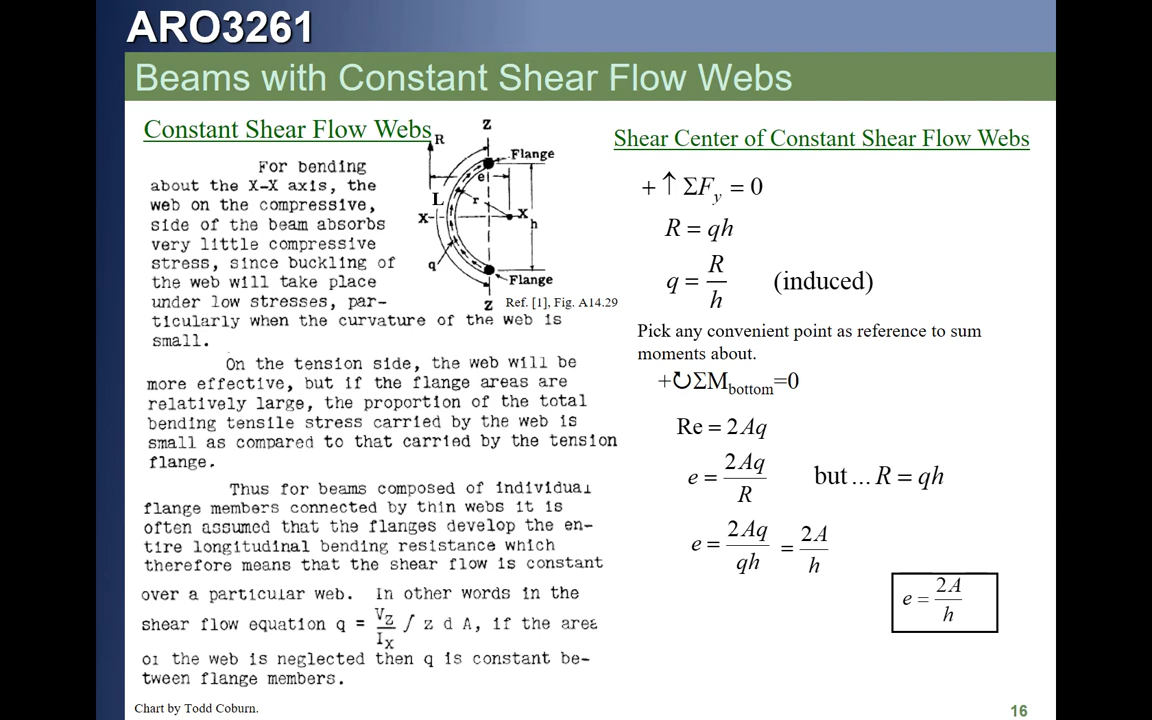 ARO3261
Beams with Constant Shear Flow Webs
Constant Shear Flow Webs
For bending
about the X-X axis, the
web on the compressive,
side of the beam absorbs
very little compressive
stress, since buckling of
the web will take place
under low stresses, par-
ticularly when the curvature of the web is
small.
Z
R
Flange
e
L
r
X
X
h
q
Flange
Z
Ref. [1], Fig. A14.29
On the tension side, the web will be
more effective, but if the flange areas are
relatively large, the proportion of the total
bending tensile stress carried by the web is
small as compared to that carried by the tension
flange.
Thus for beams composed of individual
flange members connected by thin webs it is
often assumed that the flanges develop the en-
tire longitudinal bending resistance which
therefore means that the shear flow is constant
over a particular web. In other words in the
shear flow equation q = Vz/Ix ∫ z d A, if the area
of the web is neglected then q is constant be-
tween flange members.
Shear Center of Constant Shear Flow Webs
+↑ΣFy = 0
R = qh
q = R/h (induced)
Pick any convenient point as reference to sum
moments about.
+↻ΣMbottom=0
Re = 2Aq
e = 2Aq/R but... R = qh
e = 2Aq/qh = 2A/h
e = 2A/h
Chart by Todd Coburn.
16